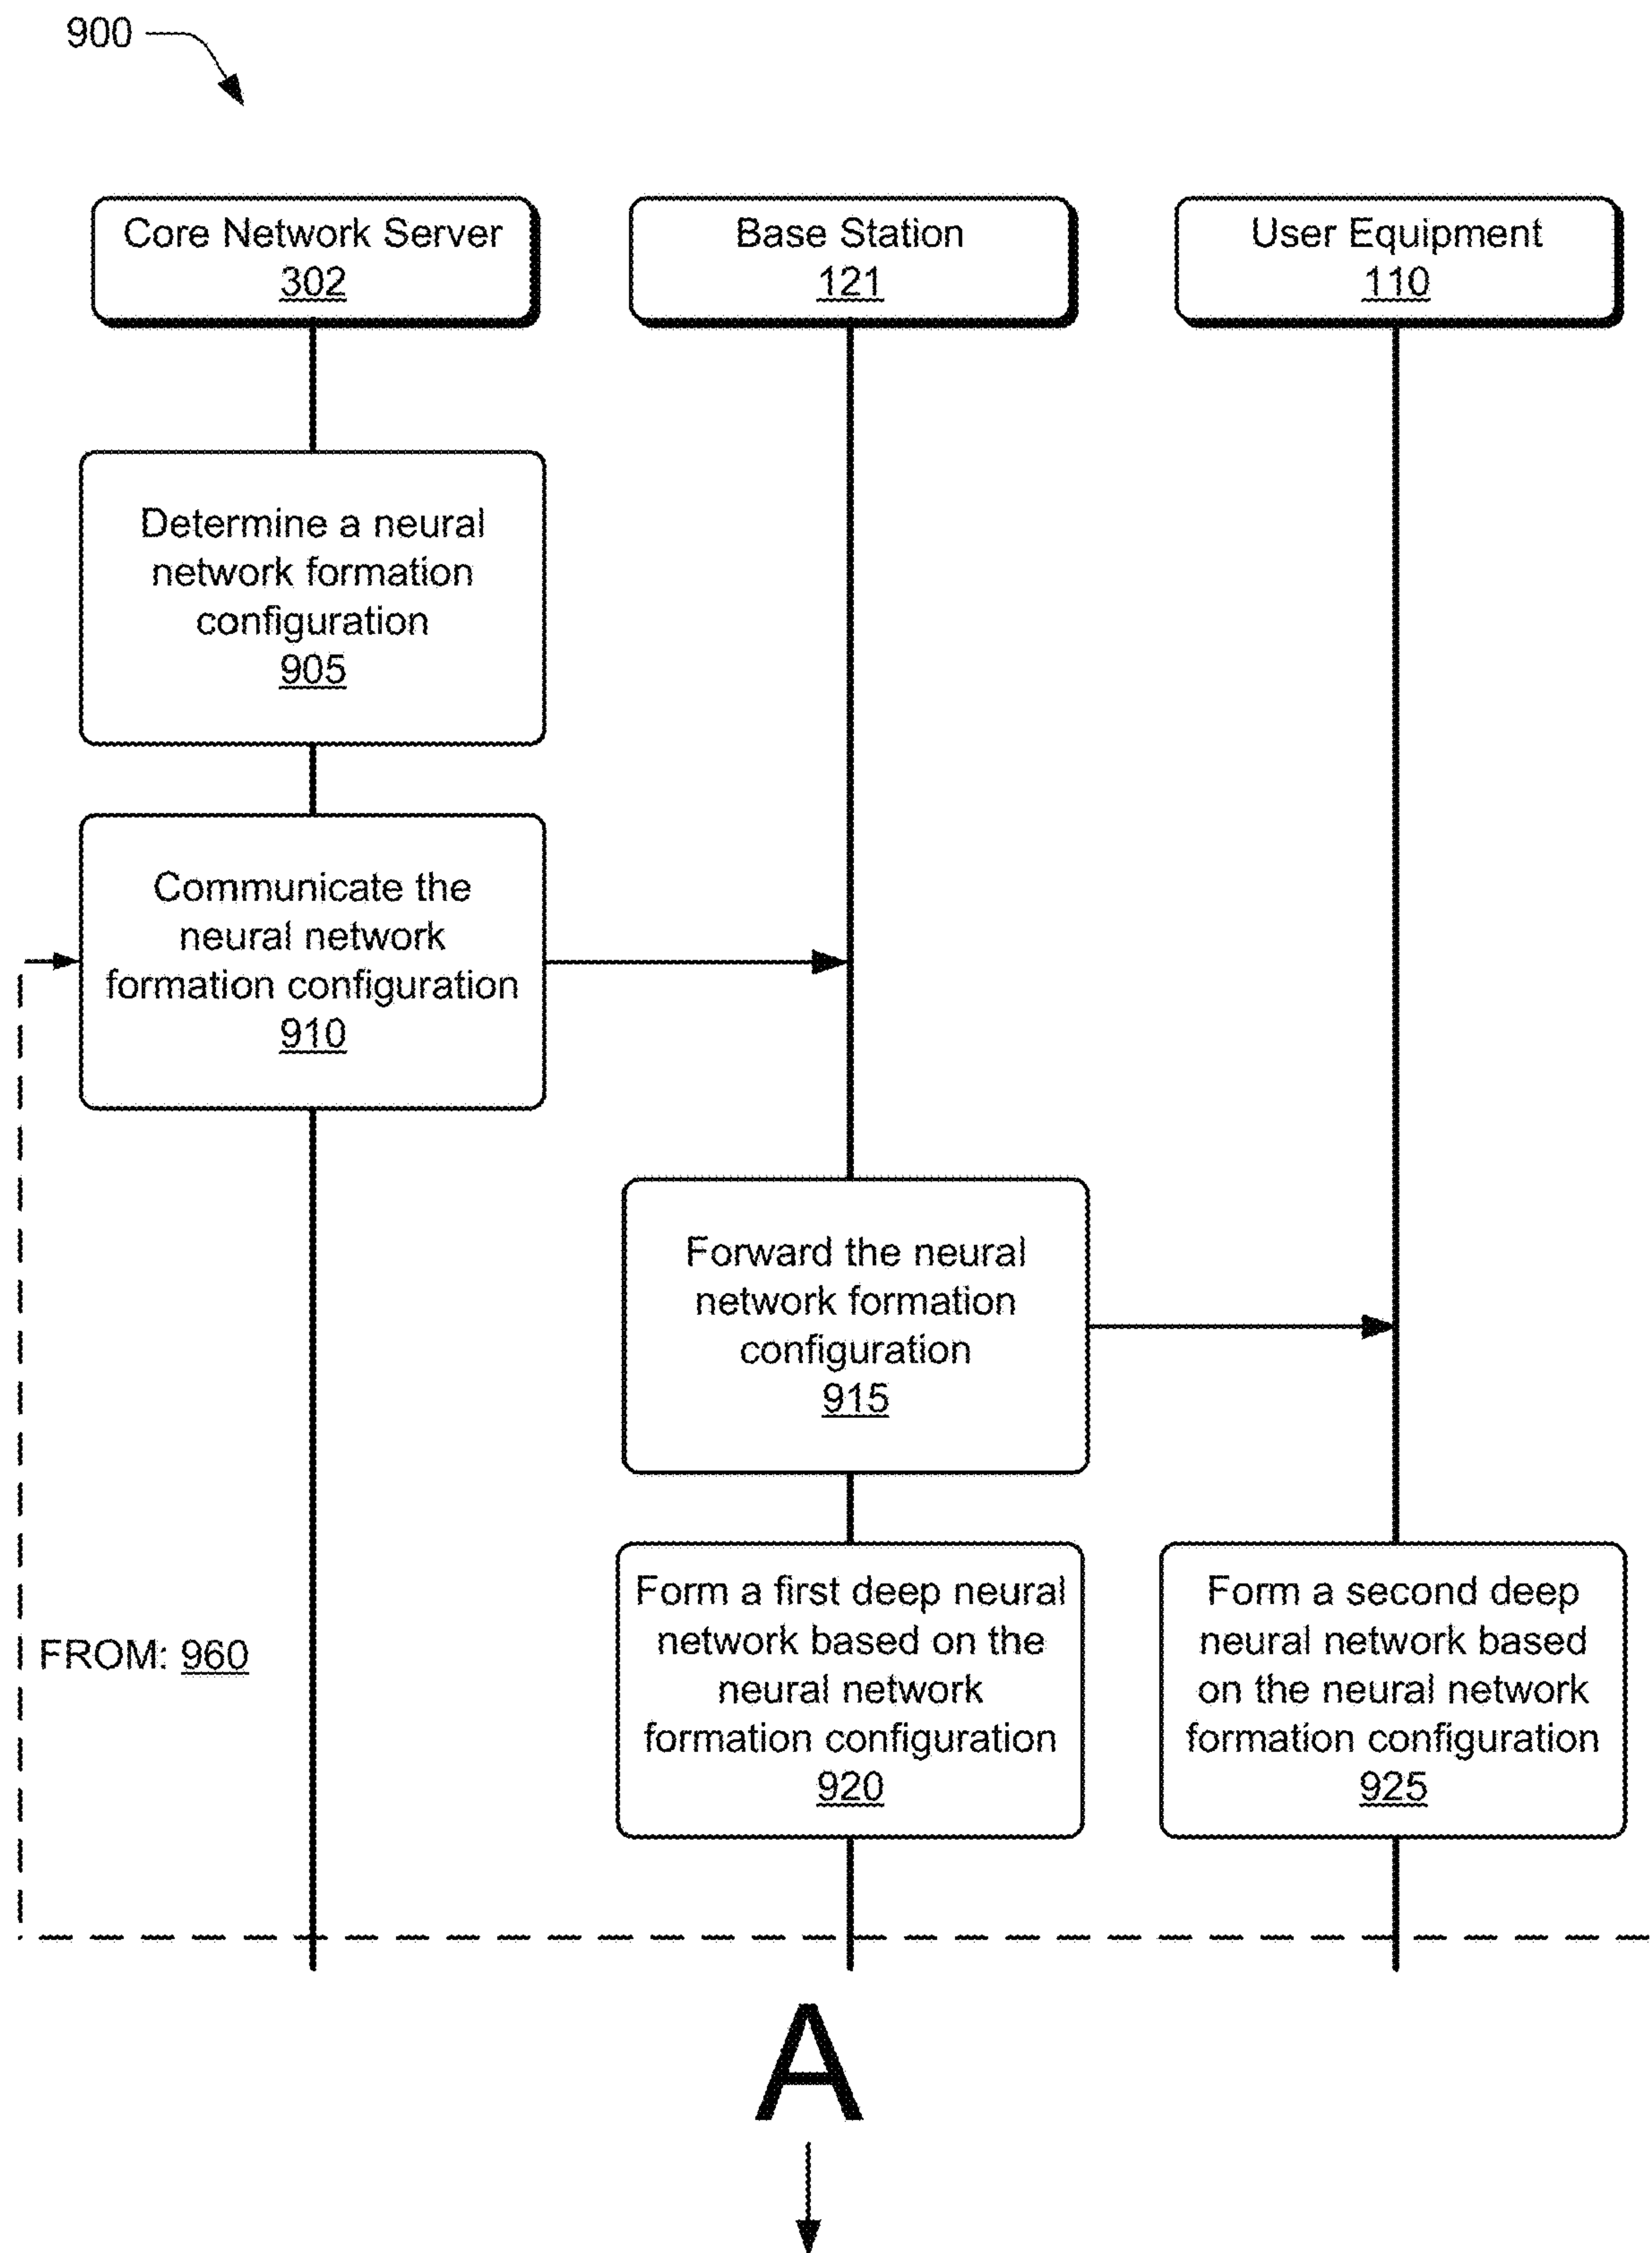 900
Core Network Server
302
Base Station
121
User Equipment
110
Determine a neural
network formation
configuration
905
Communicate the
neural network
formation configuration
910
Forward the neural
network formation
configuration
915
Form a first deep neural
network based on the
neural network
formation configuration
920
Form a second deep
neural network based
on the neural network
formation configuration
925
FROM: 960
A